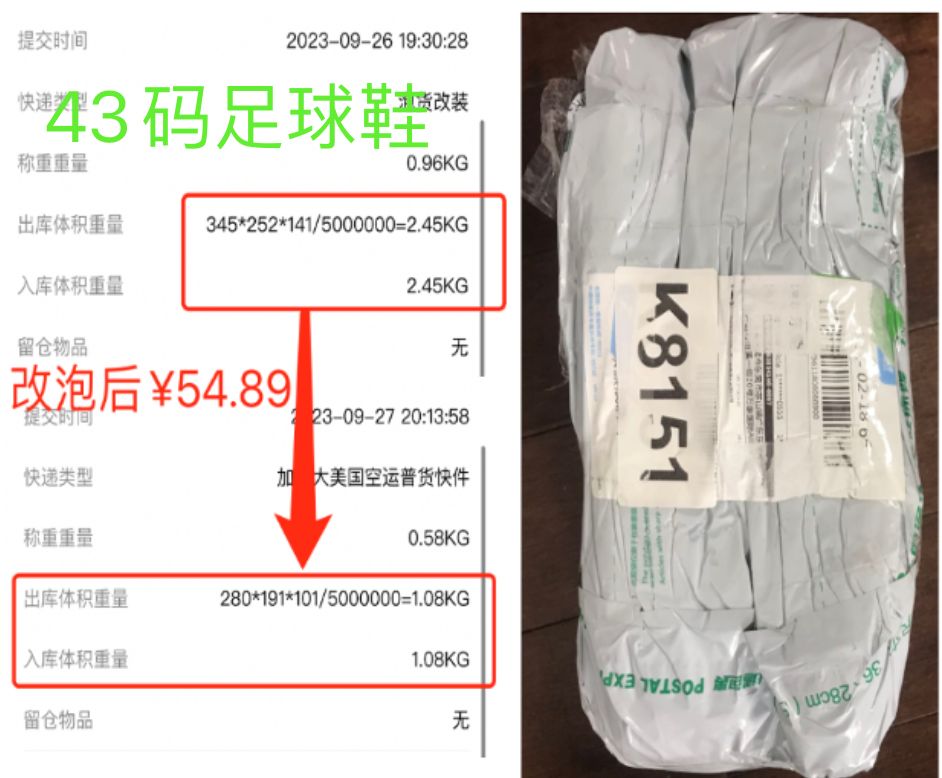 提交时间 2023-09-26 19:30:28
快递类型 改装
43码足球鞋
称重重量 0.96KG
出库体积重量 345*252*141/5000000=2.45KG
入库体积重量 2.45KG
留仓物品 无
改泡后 ¥54.89
提交时间 2023-09-27 20:13:58
快递类型 加拿大美国空运普货快件
称重重量 0.58KG
出库体积重量 280*191*101/5000000=1.08KG
入库体积重量 1.08KG
留仓物品 无
K8151
POSTAL EXP
28cm